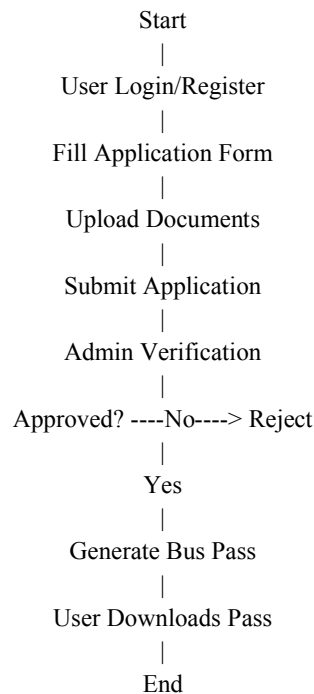 Start
|
User Login/Register
|
Fill Application Form
|
Upload Documents
|
Submit Application
|
Admin Verification
|
Approved? ----No----> Reject
|
Yes
|
Generate Bus Pass
|
User Downloads Pass
|
End